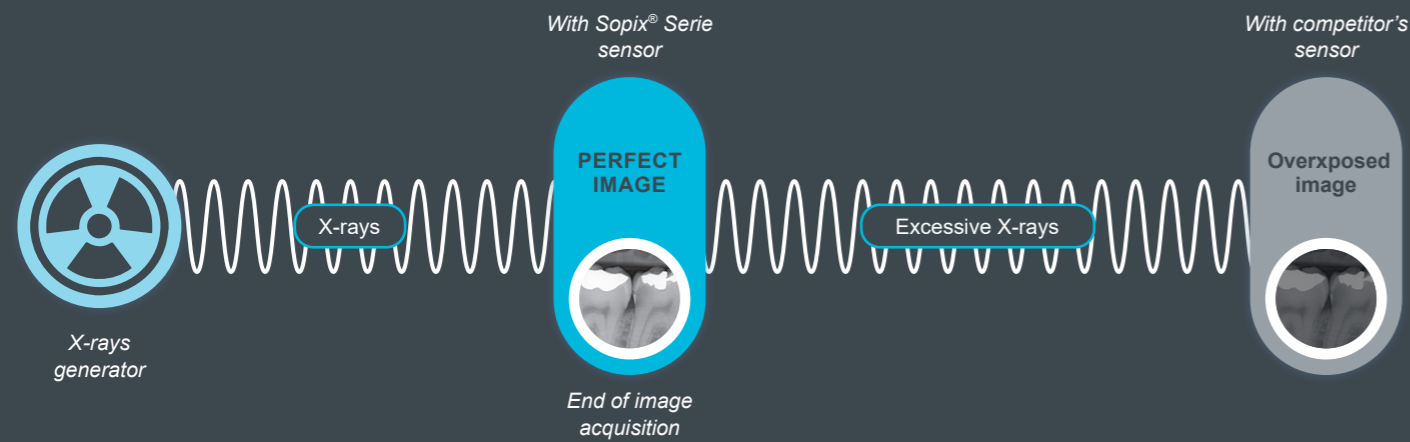 With Sopix® Serie
sensor
With competitor's
sensor
PERFECT
IMAGE
Overxposed
image
X-rays
Excessive X-rays
X-rays
generator
End of image
acquisition